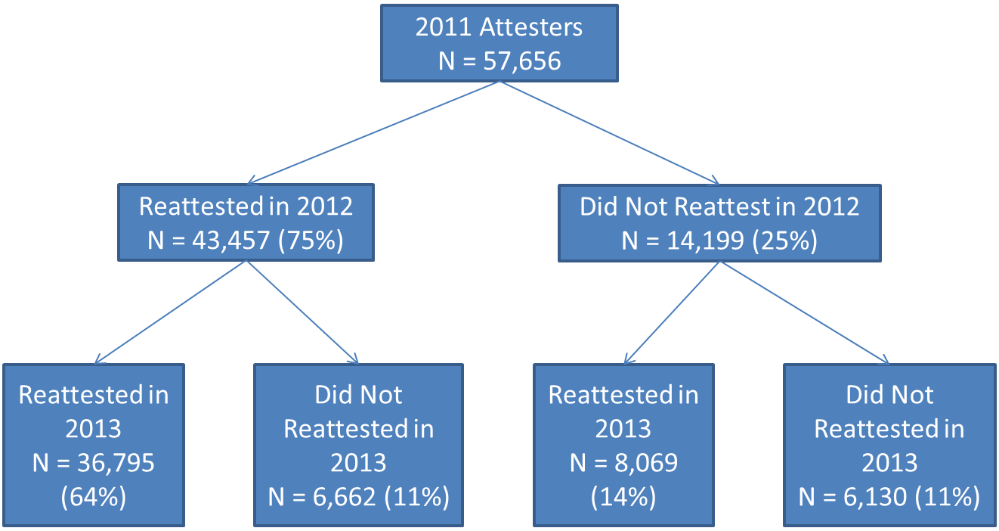 2011 Attesters
N = 57,656
Reattested in 2012
N = 43,457 (75%)
Did Not Reattest in 2012
N = 14,199 (25%)
Reattested in
2013
N = 36,795
(64%)
Did Not
Reattested in
2013
N = 6,662 (11%)
Reattested in
2013
N = 8,069
(14%)
Did Not
Reattested in
2013
N = 6,130 (11%)